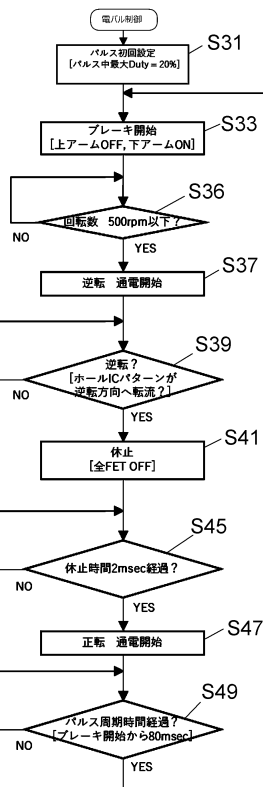 電パル制御
パルス初回設定
[パルス中最大Duty = 20%]
S31
ブレーキ開始
[上アームOFF, 下アームON]
S33
回転数 500rpm以下？
S36
NO
YES
逆転 通電開始
S37
逆転？
[ホールICパターンが
逆転方向へ転流？]
S39
NO
YES
休止
[全FET OFF]
S41
休止時間2msec経過？
S45
NO
YES
正転 通電開始
S47
パルス周期時間経過？
[ブレーキ開始から80msec]
S49
NO
YES